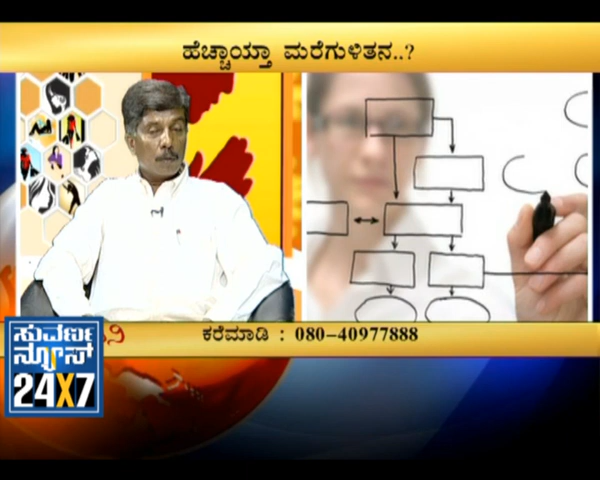 ಹೆಚ್ಚಾಯ್ತಾ ಮರೆಗುಳಿತನ..?
ಕರೆಮಾಡಿ : 080-40977888
ಸುವರ್ಣ
ನ್ಯೂಸ್
24X7